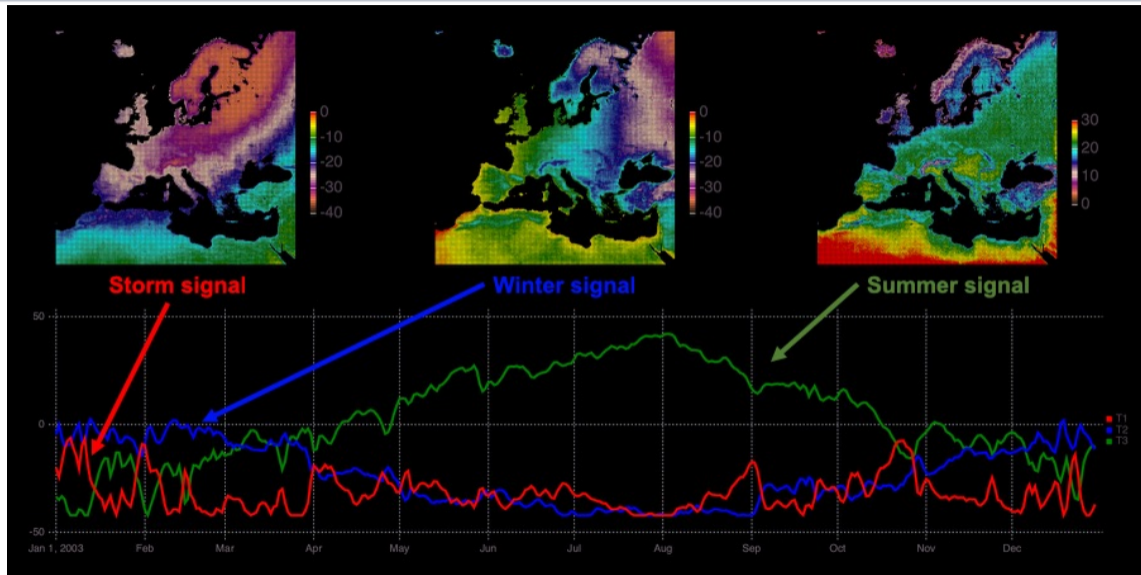 0
-10
-20
-30
-40
0
-10
-20
-30
-40
30
20
10
0
Storm signal
Winter signal
Summer signal
50
0
-50
T1
T2
T3
Jan 1, 2003 Feb Mar Apr May Jun Jul Aug Sep Oct Nov Dec